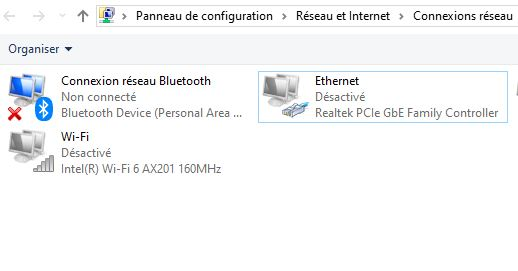 Panneau de configuration > Réseau et Internet > Connexions réseau
Organiser
Connexion réseau Bluetooth
Non connecté
Bluetooth Device (Personal Area ...
Ethernet
Désactivé
Realtek PCIe GbE Family Controller
Wi-Fi
Désactivé
Intel(R) Wi-Fi 6 AX201 160MHz